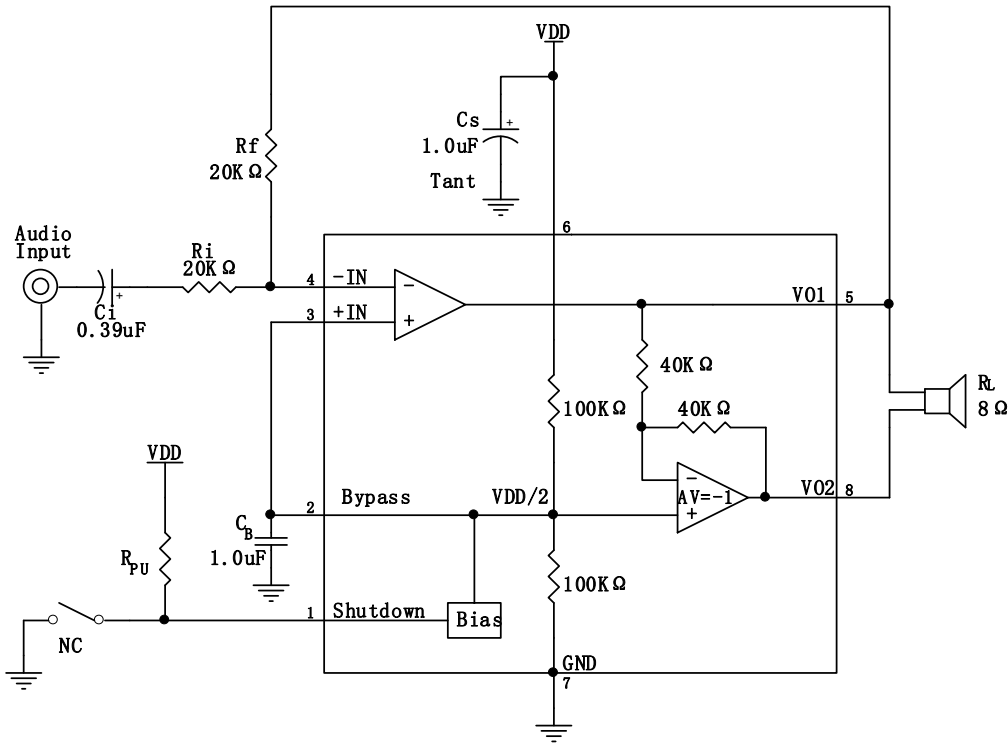 VDD
Cs
+
1.0uF
Tant
Rf
20KΩ
6
Audio
Input
Ri
20KΩ
4
-IN
−
+
Ci
0.39uF
3
+IN
+
VO1
5
40KΩ
RL
8Ω
100KΩ
40KΩ
VDD
2
Bypass
VDD/2
−
AV=-1
+
VO2
8
CB
1.0uF
RPU
100KΩ
1
Shutdown
Bias
NC
GND
7